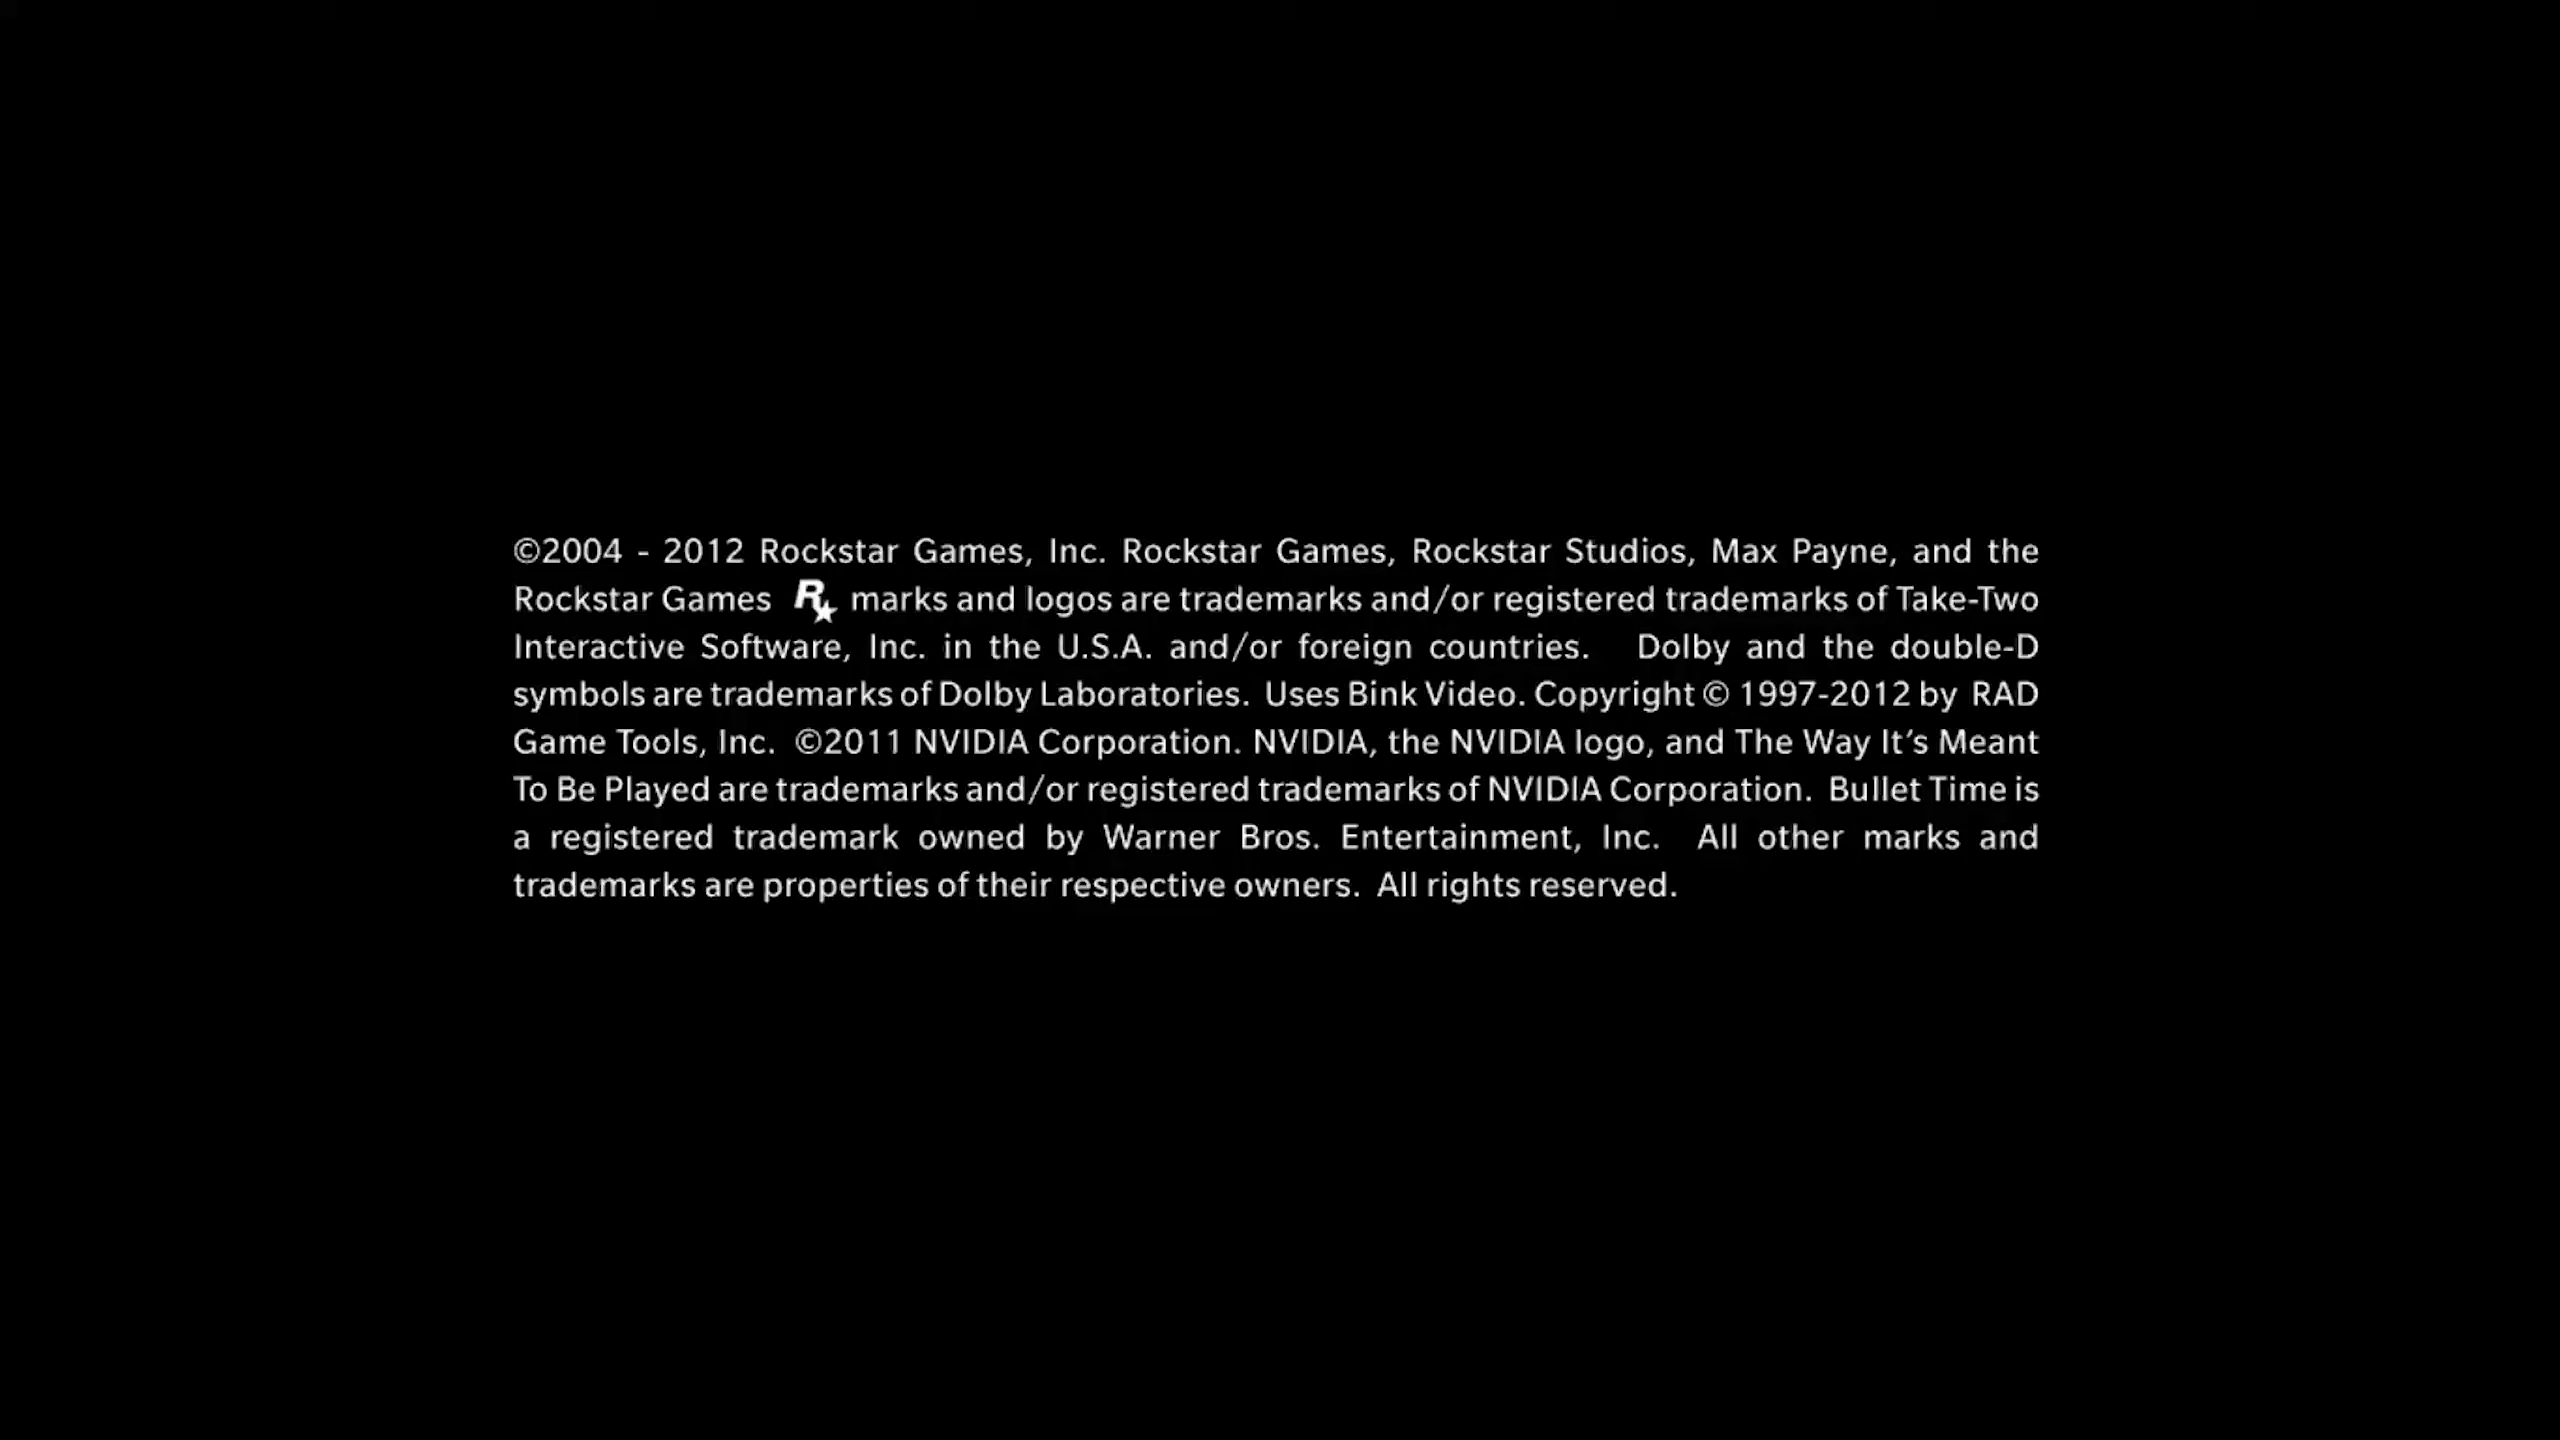 ©2004 - 2012 Rockstar Games, Inc. Rockstar Games, Rockstar Studios, Max Payne, and the
Rockstar Games R★ marks and logos are trademarks and/or registered trademarks of Take-Two
Interactive Software, Inc. in the U.S.A. and/or foreign countries. Dolby and the double-D
symbols are trademarks of Dolby Laboratories. Uses Bink Video. Copyright © 1997-2012 by RAD
Game Tools, Inc. ©2011 NVIDIA Corporation. NVIDIA, the NVIDIA logo, and The Way It’s Meant
To Be Played are trademarks and/or registered trademarks of NVIDIA Corporation. Bullet Time is
a registered trademark owned by Warner Bros. Entertainment, Inc. All other marks and
trademarks are properties of their respective owners. All rights reserved.